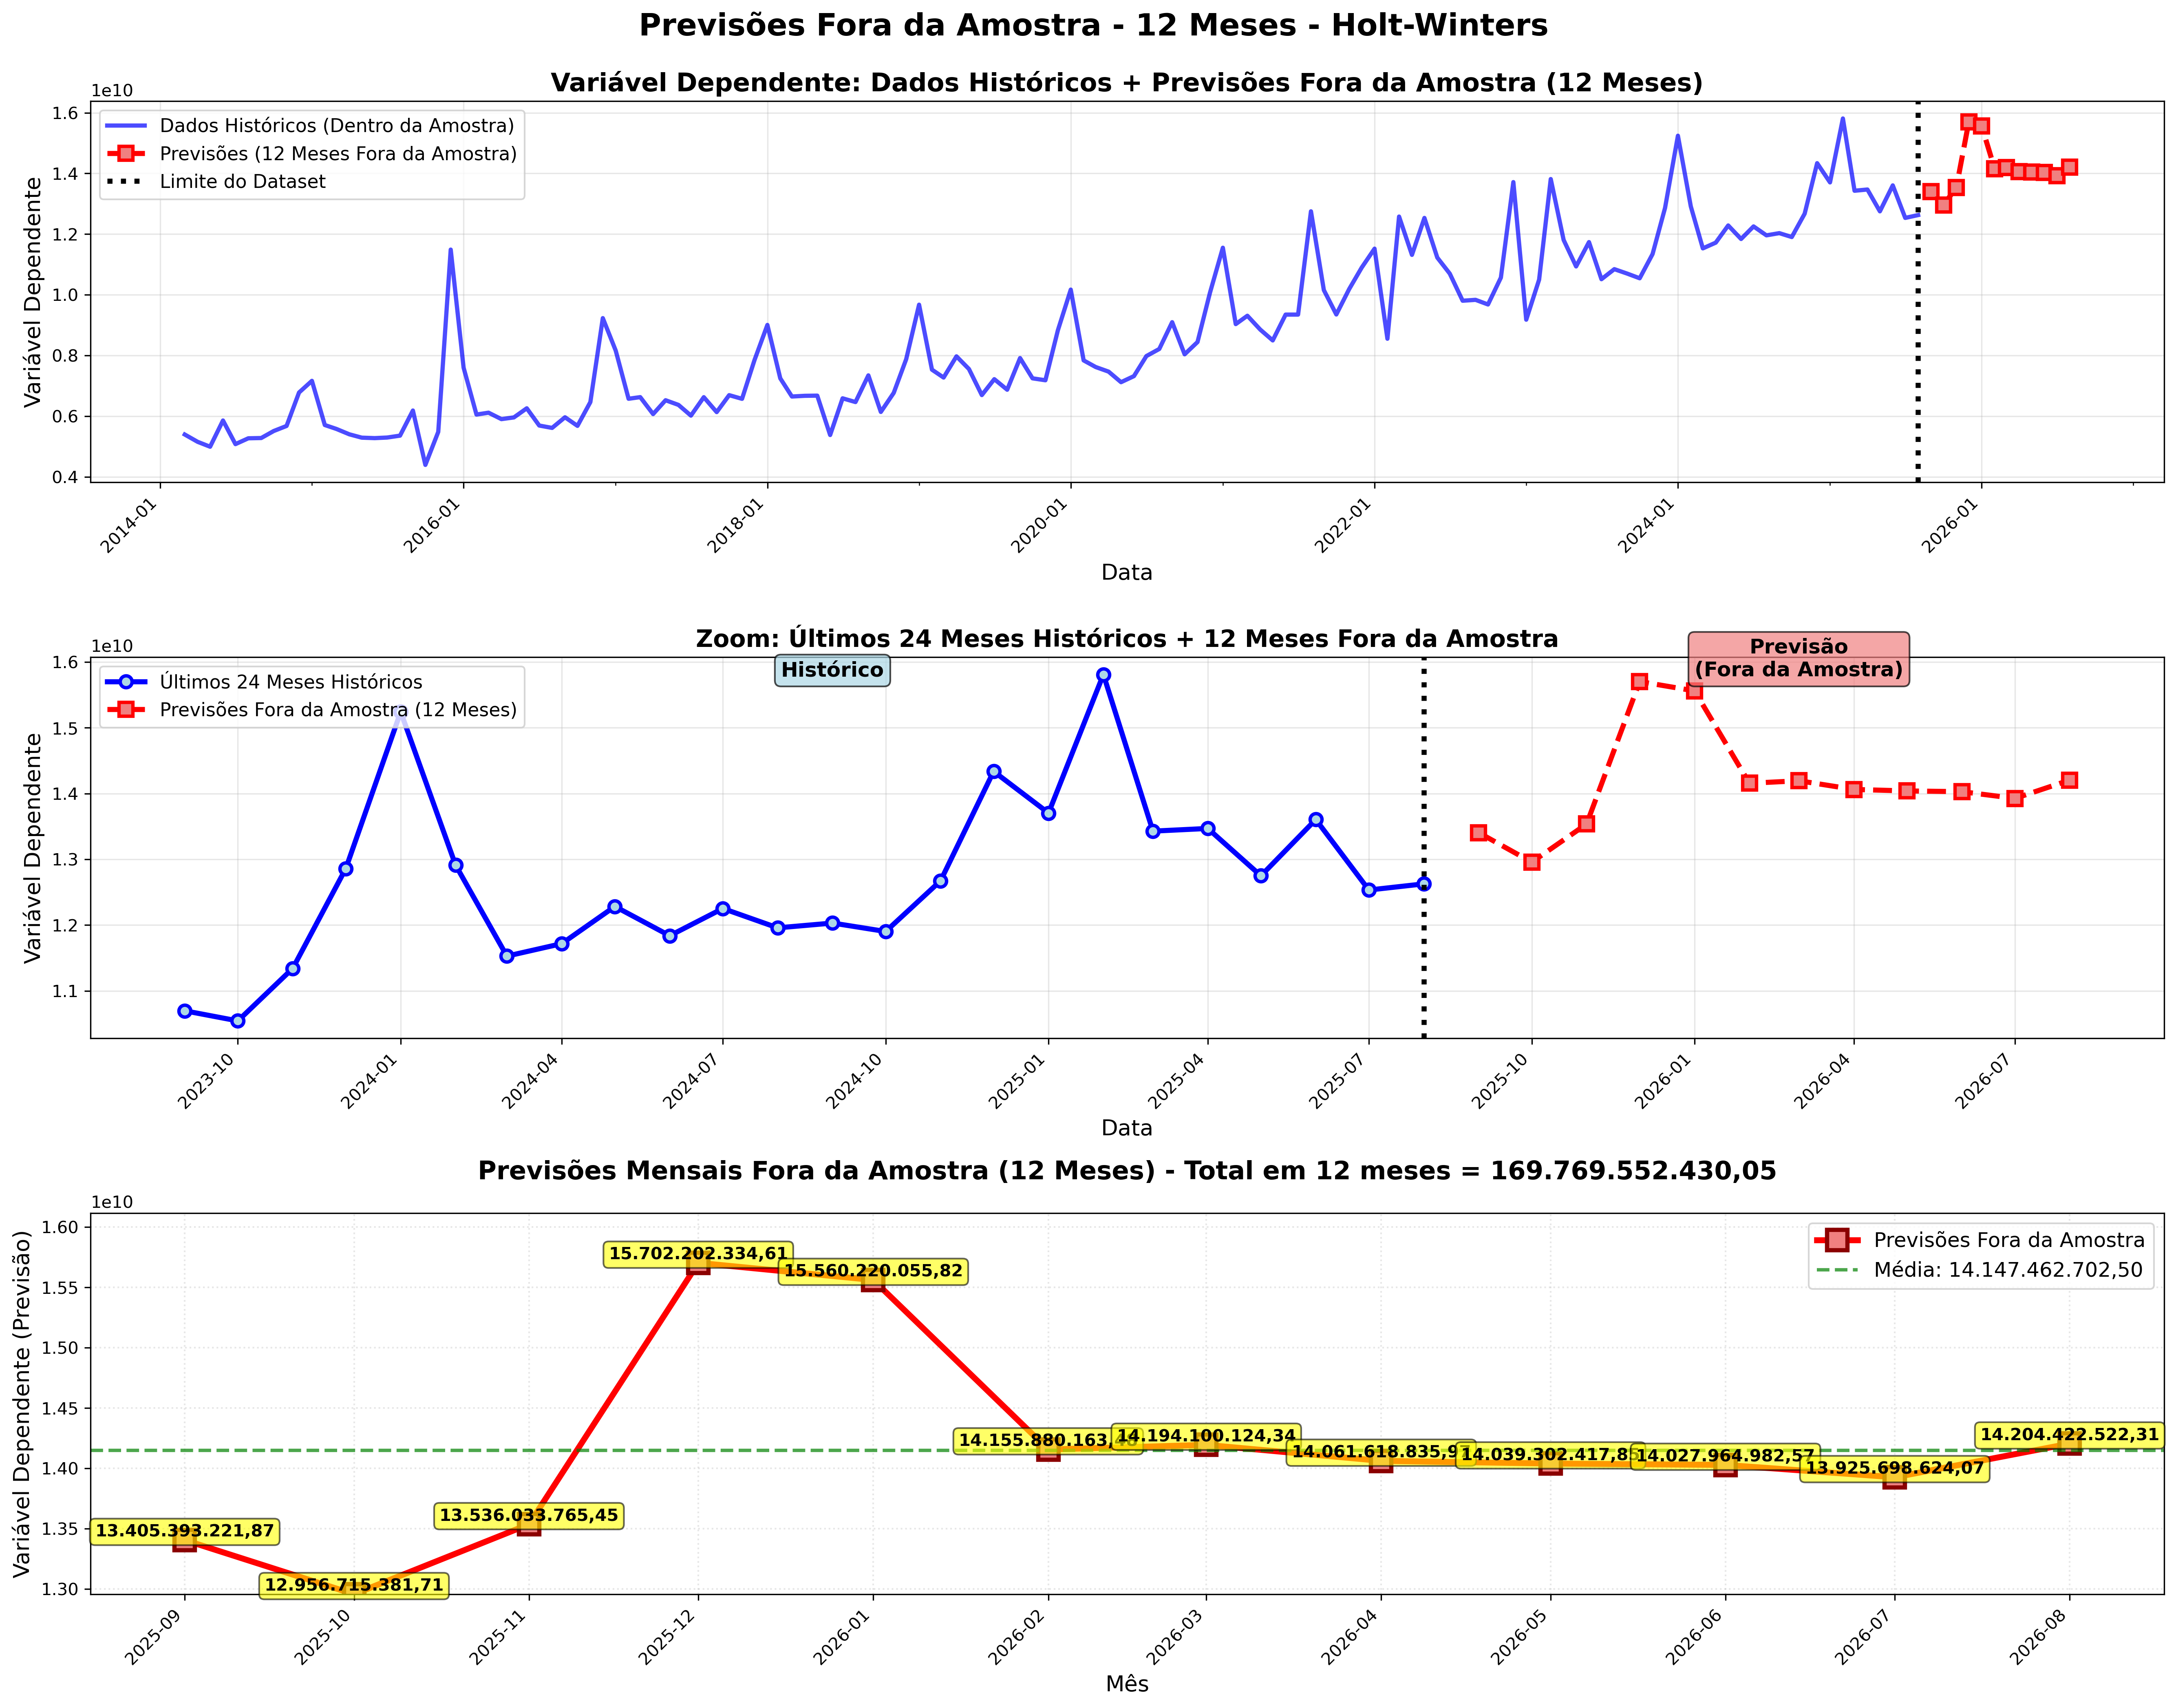 Previsões Fora da Amostra - 12 Meses - Holt-Winters
Variável Dependente: Dados Históricos + Previsões Fora da Amostra (12 Meses)
1e10
Dados Históricos (Dentro da Amostra)
Previsões (12 Meses Fora da Amostra)
Limite do Dataset
Variável Dependente
1.6
1.4
1.2
1.0
0.8
0.6
0.4
2014-01
2016-01
2018-01
2020-01
2022-01
2024-01
2026-01
Data
Zoom: Últimos 24 Meses Históricos + 12 Meses Fora da Amostra
1e10
Últimos 24 Meses Históricos
Previsões Fora da Amostra (12 Meses)
Histórico
Previsão
(Fora da Amostra)
Variável Dependente
1.6
1.5
1.4
1.3
1.2
1.1
2023-10
2024-01
2024-04
2024-07
2024-10
2025-01
2025-04
2025-07
2025-10
2026-01
2026-04
2026-07
Data
Previsões Mensais Fora da Amostra (12 Meses) - Total em 12 meses = 169.769.552.430,05
1e10
Previsões Fora da Amostra
Média: 14.147.462.702,50
Variável Dependente (Previsão)
1.60
1.55
1.50
1.45
1.40
1.35
1.30
13.405.393.221,87
12.956.715.381,71
13.536.033.765,45
15.702.202.334,61
15.560.220.055,82
14.194.100.124,34
14.027.964.982,57
13.925.698.624,07
14.204.422.522,31
2025-09
2025-10
2025-11
2025-12
2026-01
2026-02
2026-03
2026-04
2026-05
2026-06
2026-07
2026-08
Mês